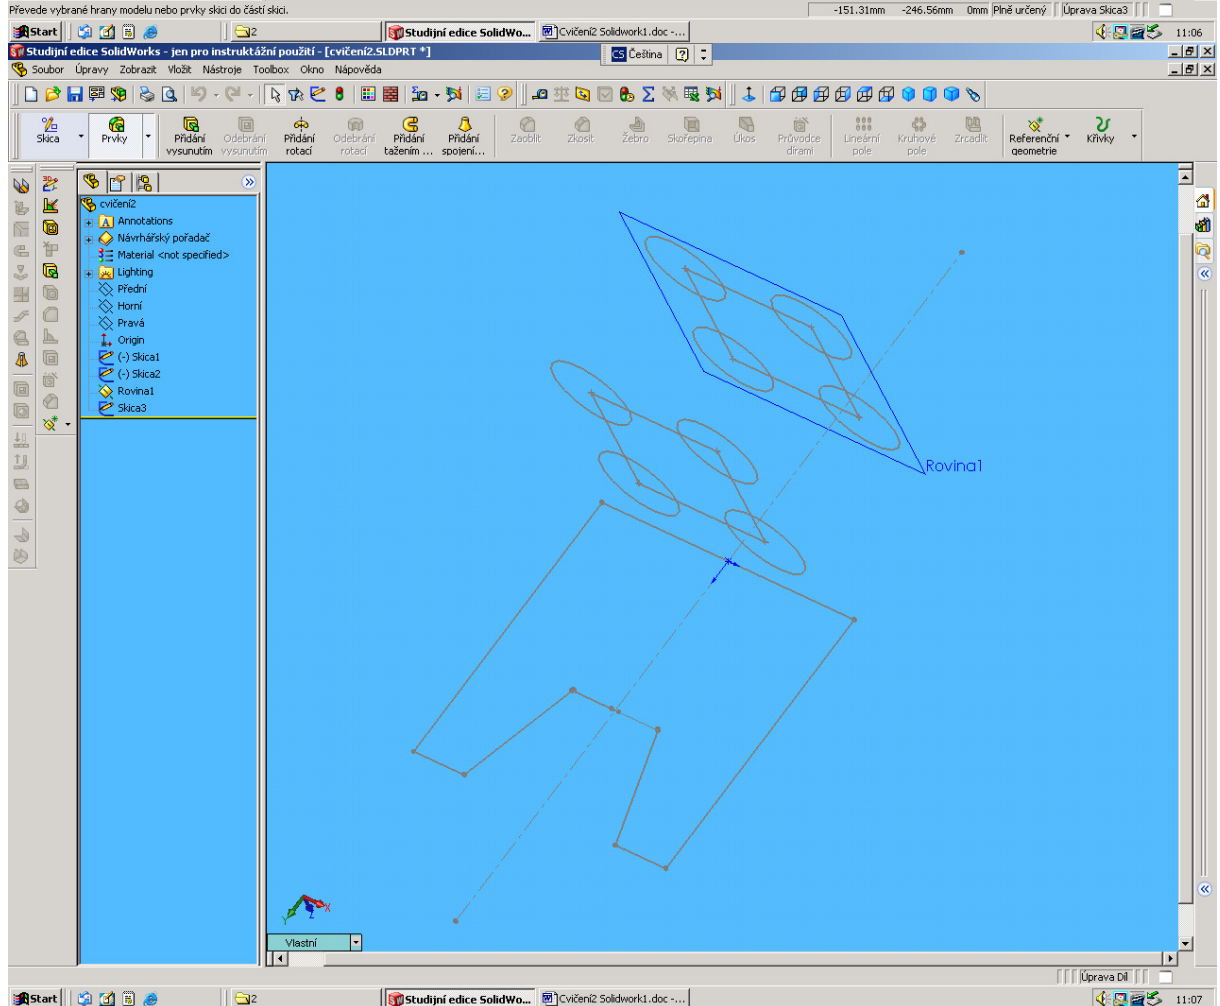 Převede vybrané hrany modelu nebo prvky skici do částí skici.
-151.31mm -246.56mm 0mm Plně určený Úprava Skica3
Start 2 Studijní edice SolidWo... Cvičení2 Solidwork1.doc -... 11:06
Studijní edice SolidWorks - jen pro instruktážní použití - [cvičení2.SLDPRT *]
CS Čeština
Soubor Úpravy Zobrazit Vložit Nástroje Toolbox Okno Nápověda
Skica Prvky Přidání vysunutím Odebrání vysunutím Přidání rotací Odebrání rotací Přidání tažením ... Přidání spojení... Zaoblit Zkosit Žebro Skořepina Úkos Průvodce dírami Lineární pole Kruhové pole Zrcadlit Referenční geometrie Křivky
3D
cvičení2
A Annotations
Návrhářský pořadač
Material <not specified>
Lighting
Přední
Horní
Pravá
Origin
(-) Skica1
(-) Skica2
Rovina1
Skica3
Rovina1
X
Y
Z
Vlastní
Úprava Díl
Start 2 Studijní edice SolidWo... Cvičení2 Solidwork1.doc -... 11:07